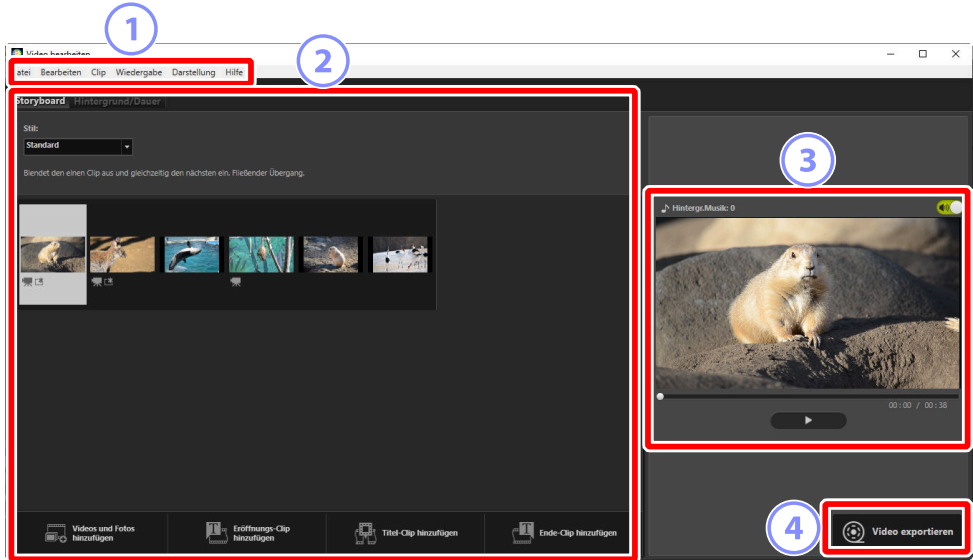 1
Video bearbeiten
2
atei Bearbeiten Clip Wiedergabe Darstellung Hilfe
Storyboard Hintergrund/Dauer
Stil:
Standard
Blendet den einen Clip aus und gleichzeitig den nächsten ein. Fließender Übergang.
3
Hintergr.Musik: 0
00:00 / 00:38
Videos und Fotos
hinzufügen
Eröffnungs-Clip
hinzufügen
Titel-Clip hinzufügen
Ende-Clip hinzufügen
4
Video exportieren